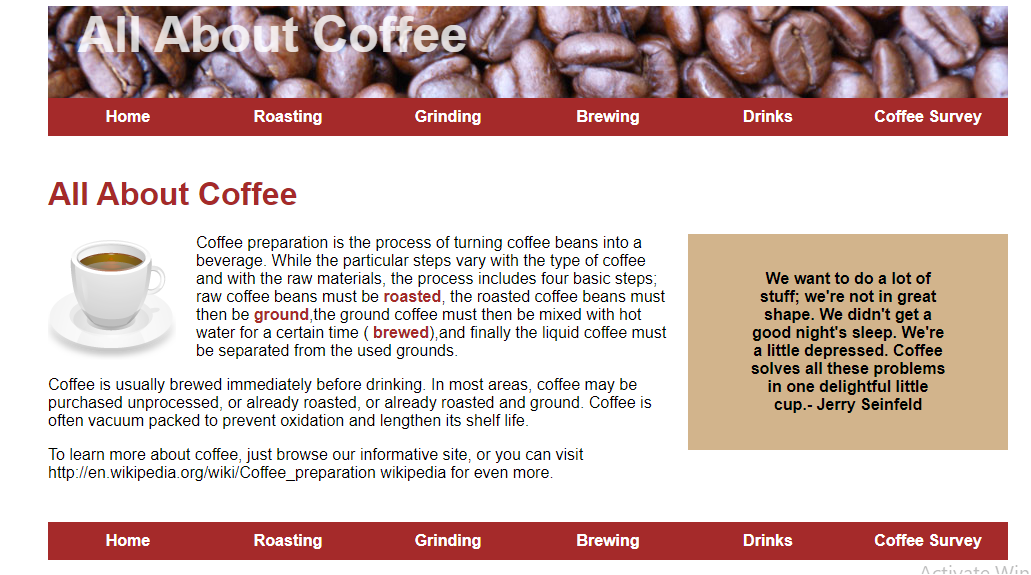 All About Coffee
Home Roasting Grinding Brewing Drinks Coffee Survey
All About Coffee
Coffee preparation is the process of turning coffee beans into a
beverage. While the particular steps vary with the type of coffee
and with the raw materials, the process includes four basic steps;
raw coffee beans must be roasted, the roasted coffee beans must
then be ground,the ground coffee must then be mixed with hot
water for a certain time ( brewed),and finally the liquid coffee must
be separated from the used grounds.
Coffee is usually brewed immediately before drinking. In most areas, coffee may be
purchased unprocessed, or already roasted, or already roasted and ground. Coffee is
often vacuum packed to prevent oxidation and lengthen its shelf life.
To learn more about coffee, just browse our informative site, or you can visit
http://en.wikipedia.org/wiki/Coffee_preparation wikipedia for even more.
We want to do a lot of
stuff; we're not in great
shape. We didn't get a
good night's sleep. We're
a little depressed. Coffee
solves all these problems
in one delightful little
cup.- Jerry Seinfeld
Home Roasting Grinding Brewing Drinks Coffee Survey
Activate Win